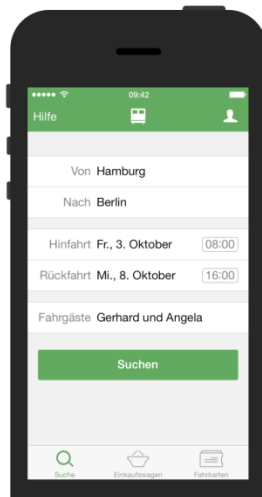 09:42
Hilfe
Von Hamburg
Nach Berlin
Hinfahrt Fr., 3. Oktober 08:00
Rückfahrt Mi., 8. Oktober 16:00
Fahrgäste Gerhard und Angela
Suchen
Suche Einkaufswagen Fahrkarten